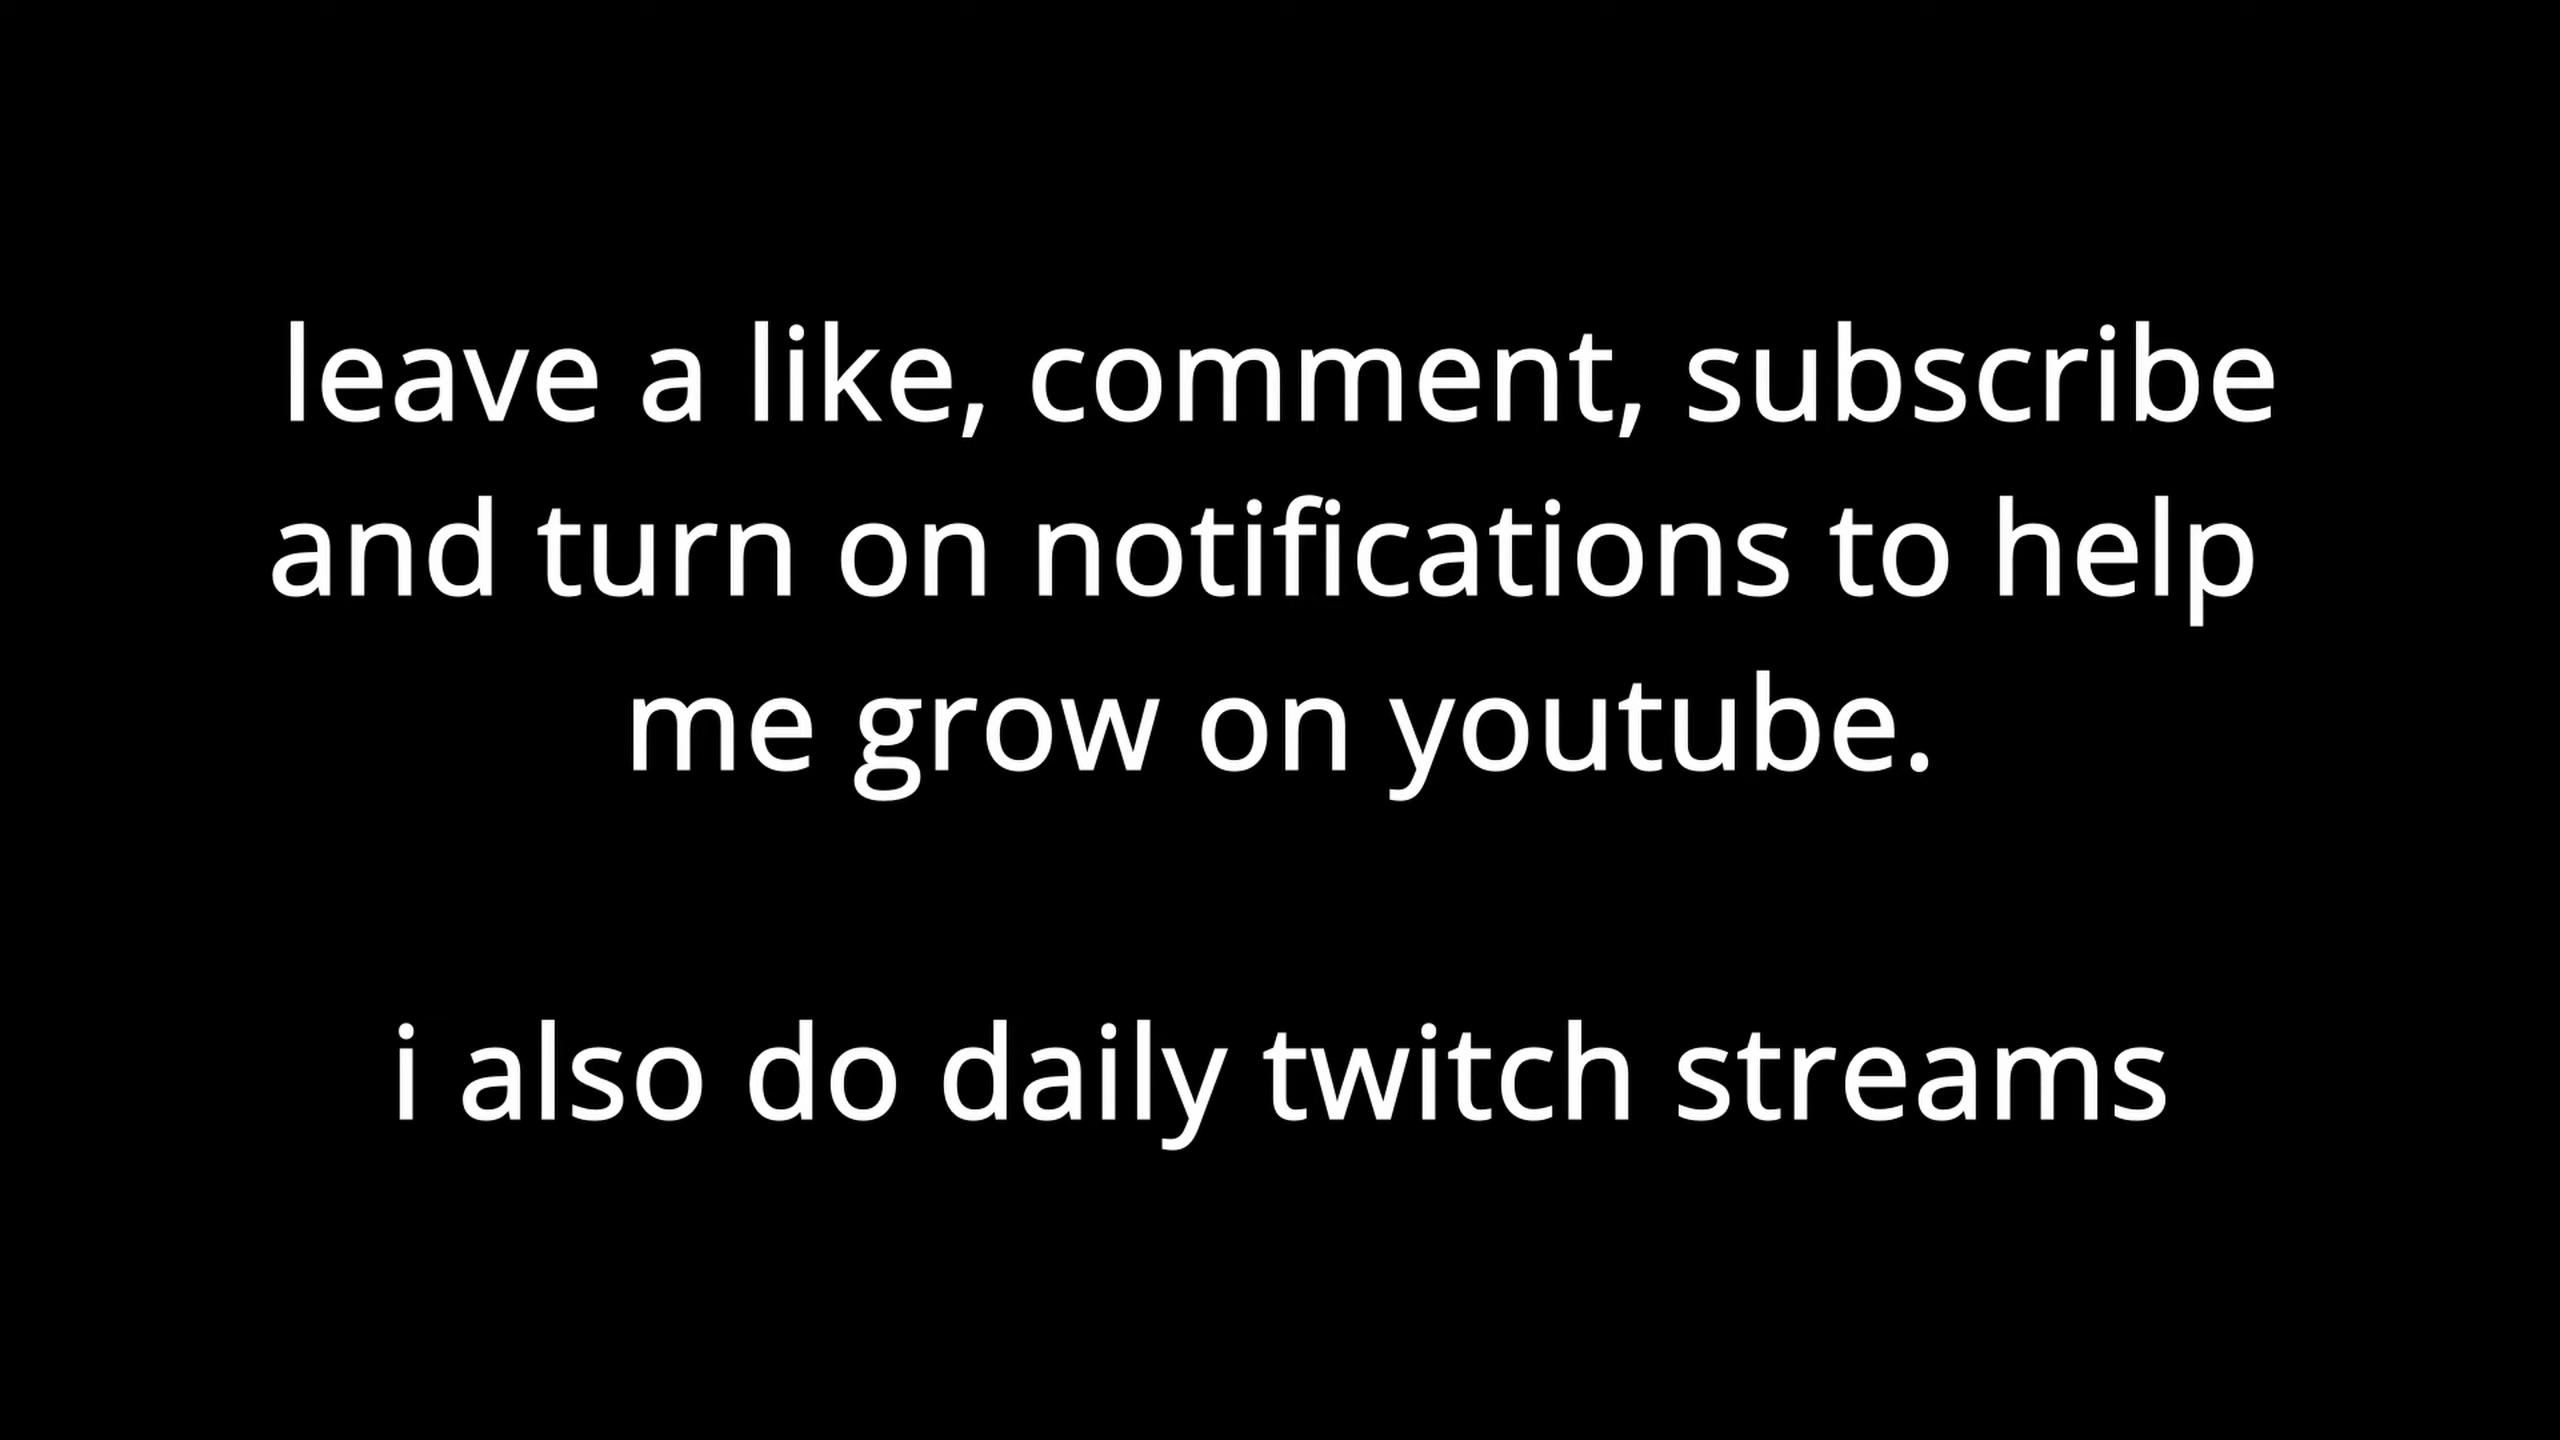 leave a like, comment, subscribe
and turn on notifications to help
me grow on youtube.
i also do daily twitch streams